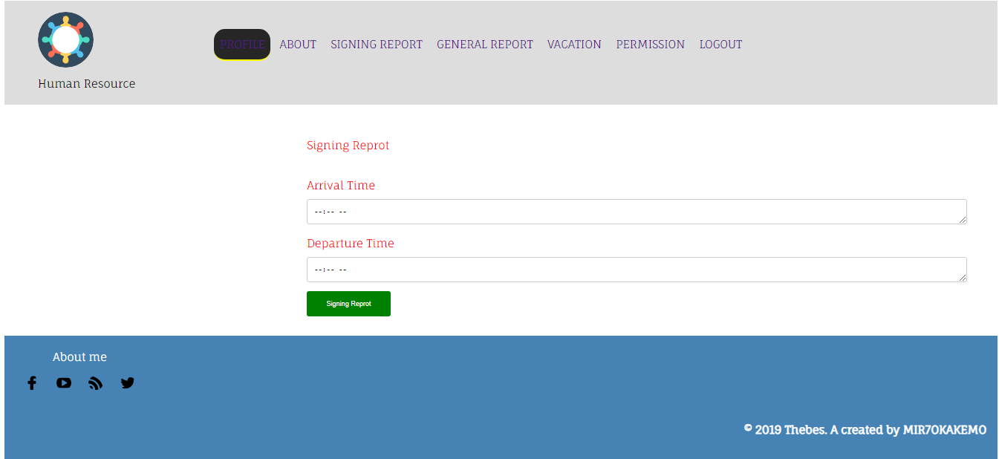 PROFILE ABOUT SIGNING REPORT GENERAL REPORT VACATION PERMISSION LOGOUT
Human Resource
Signing Reprot
Arrival Time
--:-- --
Departure Time
--:-- --
Signing Reprot
About me
© 2019 Thebes. A created by MIR7OKAKEMO